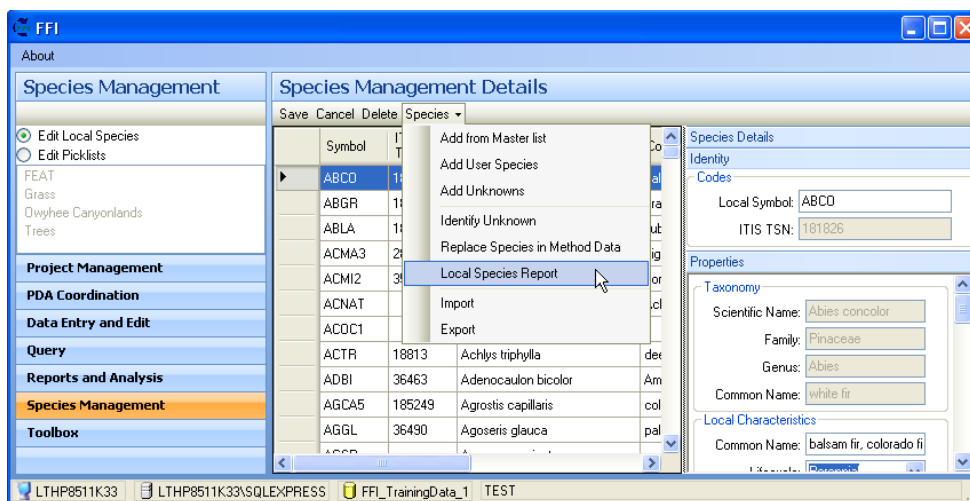 FFI
About
Species Management
Species Management Details
Save Cancel Delete Species
Edit Local Species
Edit Picklists
FEAT
Grass
Owyhee Canyonlands
Trees
Project Management
PDA Coordination
Data Entry and Edit
Query
Reports and Analysis
Species Management
Toolbox
Symbol
ABCO
ABGR
ABLA
ACMA3
ACMI2
ACNAT
ACOC1
ACTR 18813 Achlys triphylla
ADBI 36463 Adenocaulon bicolor Am
AGCA5 185249 Agrostis capillaris col
AGGL 36490 Agoseris glauca pal
Add from Master list
Add User Species
Add Unknowns
Identify Unknown
Replace Species in Method Data
Local Species Report
Import
Export
Species Details
Identity
Codes
Local Symbol: ABCO
ITIS TSN: 181826
Properties
Taxonomy
Scientific Name: Abies concolor
Family: Pinaceae
Genus: Abies
Common Name: white fir
Local Characteristics
Common Name: balsam fir, colorado fi
LTHP8511K33 LTHP8511K33\SQLEXPRESS FFI_TrainingData_1 TEST